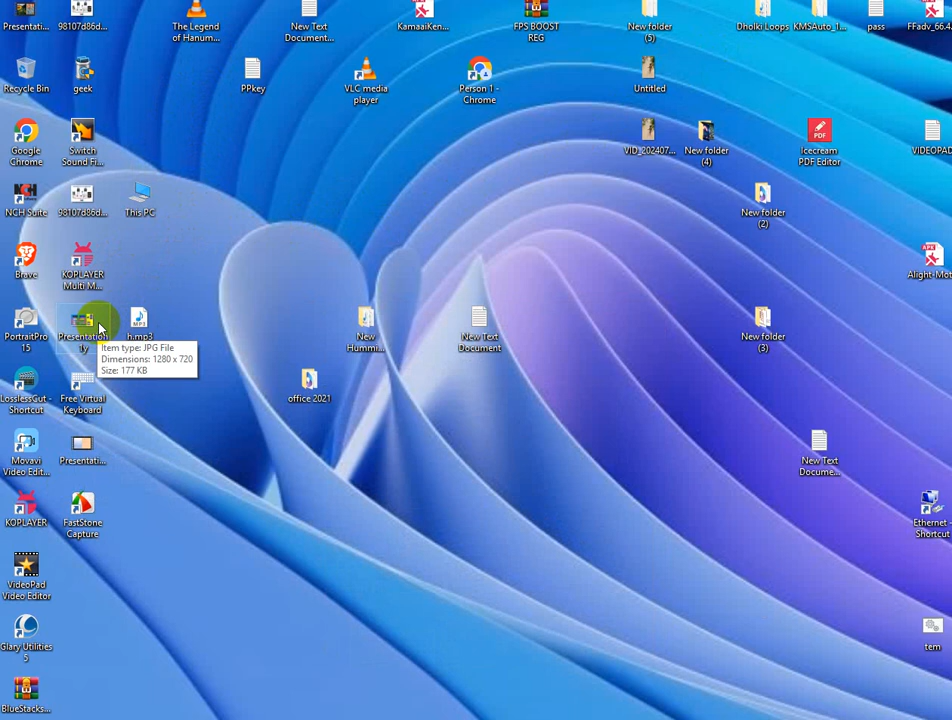 Presentati...
98107d86d...
The Legend
of Hanum...
New Text
Document...
KamaaiKen...
FPS BOOST
REG
New folder
(5)
Dholki Loops
KMSAuto_1...
pass
FFadv_66.4.
Recycle Bin
geek
PPkey
VLC media
player
Person 1 -
Chrome
Untitled
Google
Chrome
Switch
Sound Fi...
VID_202407...
New folder
(4)
Icecream
PDF Editor
VIDEOPAD
NCH Suite
98107d86d...
This PC
New folder
(2)
Brave
KOPLAYER
Multi M...
Alight-Mot
PortraitPro
15
Presentation
1y
MP3
h.mp3
New
Hummi...
New Text
Document
New folder
(3)
Item type: JPG File
Dimensions: 1280 x 720
Size: 177 KB
LosslessCut -
Shortcut
Free Virtual
Keyboard
office 2021
Movavi
Video Edit...
Presentati...
New Text
Docume...
KOPLAYER
FastStone
Capture
Ethernet -
Shortcut
VideoPad
Video Editor
Glary Utilities
5
tem
BlueStacks...